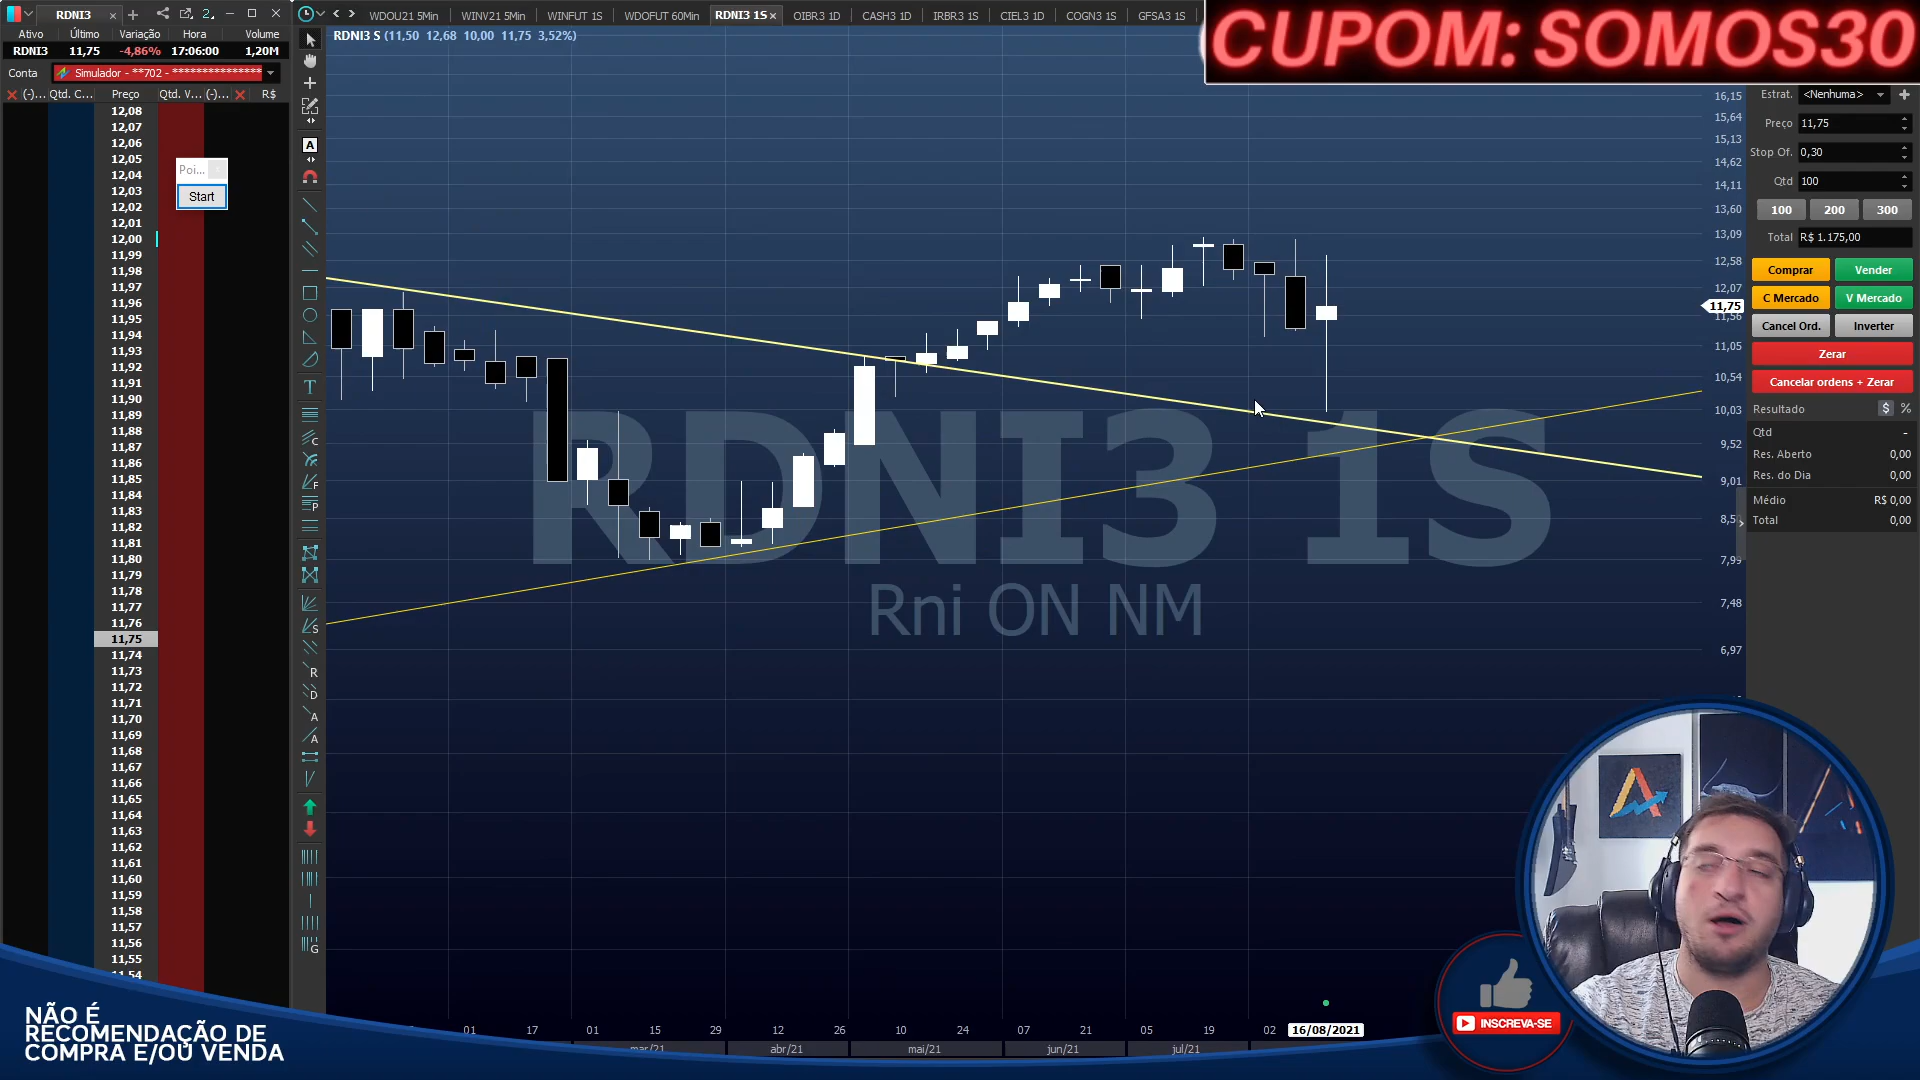 RDNI3
WDOU21 5Min
WINV21 5Min
WINFUT 1S
WDOFUT 60Min
RDNI3 1S
OIBR3 1D
CASH3 1D
IRBR3 1S
CIEL3 1D
COGN3 1S
GFSA3 1S
CUPOM: SOMOS30
Ativo Último Variação Hora Volume
RDNI3 11,75 -4,86% 17:06:00 1,20M
Conta Simulador - **702 - ***************
(-)... Qtd. C... Preço Qtd. V... (-)... R$
RDNI3 S (11,50 12,68 10,00 11,75 3,52%)
12,08
12,07
12,06
12,05
12,04
12,03
12,02
12,01
12,00
11,99
11,98
11,97
11,96
11,95
11,94
11,93
11,92
11,91
11,90
11,89
11,88
11,87
11,86
11,85
11,84
11,83
11,82
11,81
11,80
11,79
11,78
11,77
11,76
11,75
11,74
11,73
11,72
11,71
11,70
11,69
11,68
11,67
11,66
11,65
11,64
11,63
11,62
11,61
11,60
11,59
11,58
11,57
11,56
11,55
11,54
Poi...
Start
RDNI3 1S
Rni ON NM
16,15
15,64
15,13
14,62
14,11
13,60
13,09
12,58
12,07
11,75
11,56
11,05
10,54
10,03
9,52
9,01
7,99
7,48
6,97
Estrat. <Nenhuma>
Preço 11,75
Stop Of. 0,30
Qtd 100
100 200 300
Total R$ 1.175,00
Comprar Vender
C Mercado V Mercado
Cancel Ord. Inverter
Zerar
Cancelar ordens + Zerar
Resultado $ %
Qtd -
Res. Aberto 0,00
Res. do Dia 0,00
Médio R$ 0,00
Total 0,00
01 17 01 15 29 12 26 10 24 07 21 05 19 02 16/08/2021
mar/21 abr/21 mai/21 jun/21 jul/21
NÃO É
RECOMENDAÇÃO DE
COMPRA E/OU VENDA
INSCREVA-SE